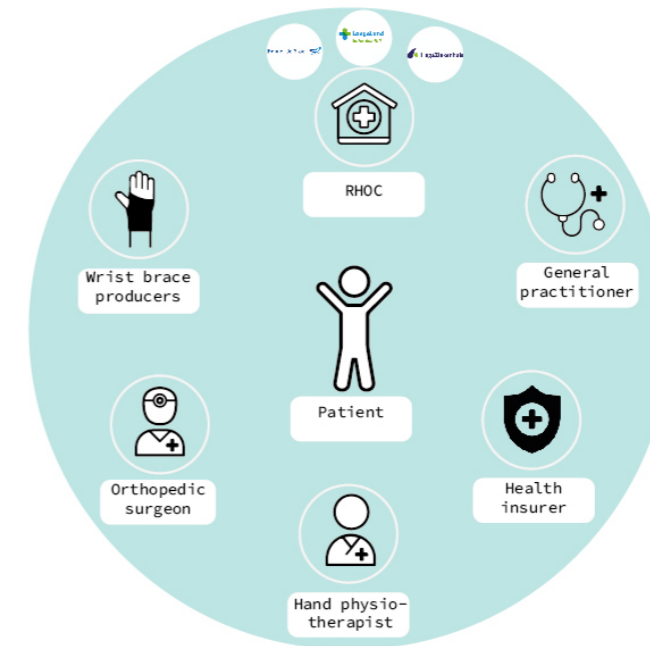 RHOC
Wrist brace
producers
General
practitioner
Patient
Orthopedic
surgeon
Health
insurer
Hand physio-
therapist